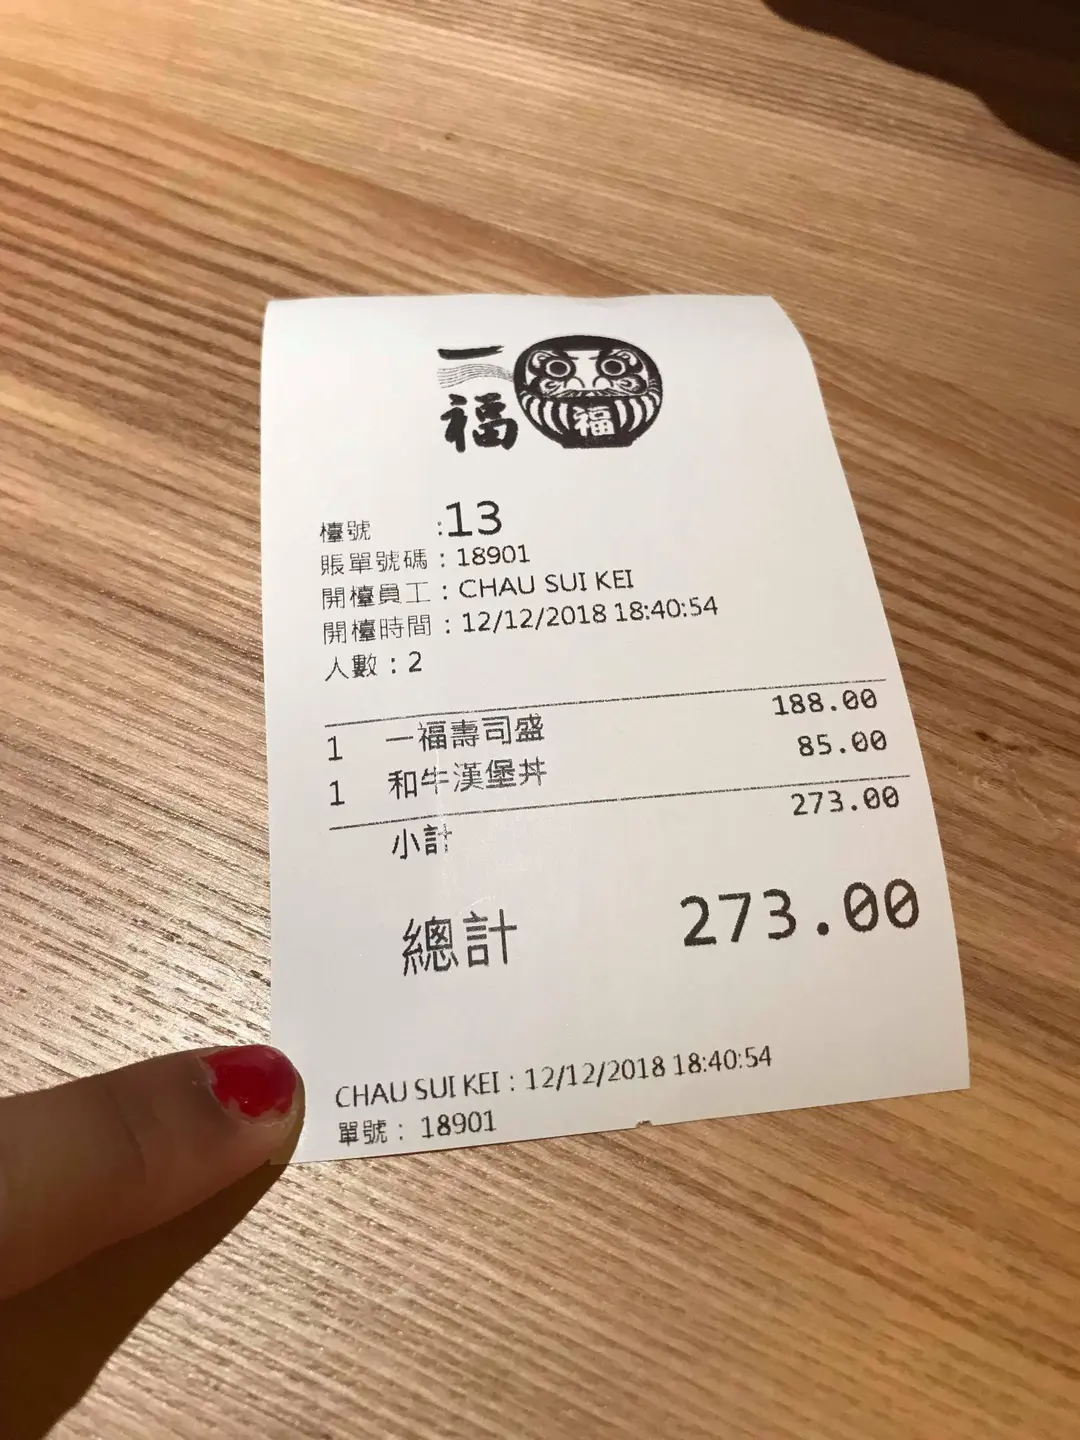 一福
福
檯號 :13
賬單號碼 : 18901
開檯員工 : CHAU SUI KEI
開檯時間 : 12/12/2018 18:40:54
人數 : 2
1 一福壽司盛 188.00
1 和牛漢堡丼 85.00
小計 273.00
總計 273.00
CHAU SUI KEI : 12/12/2018 18:40:54
單號 : 18901